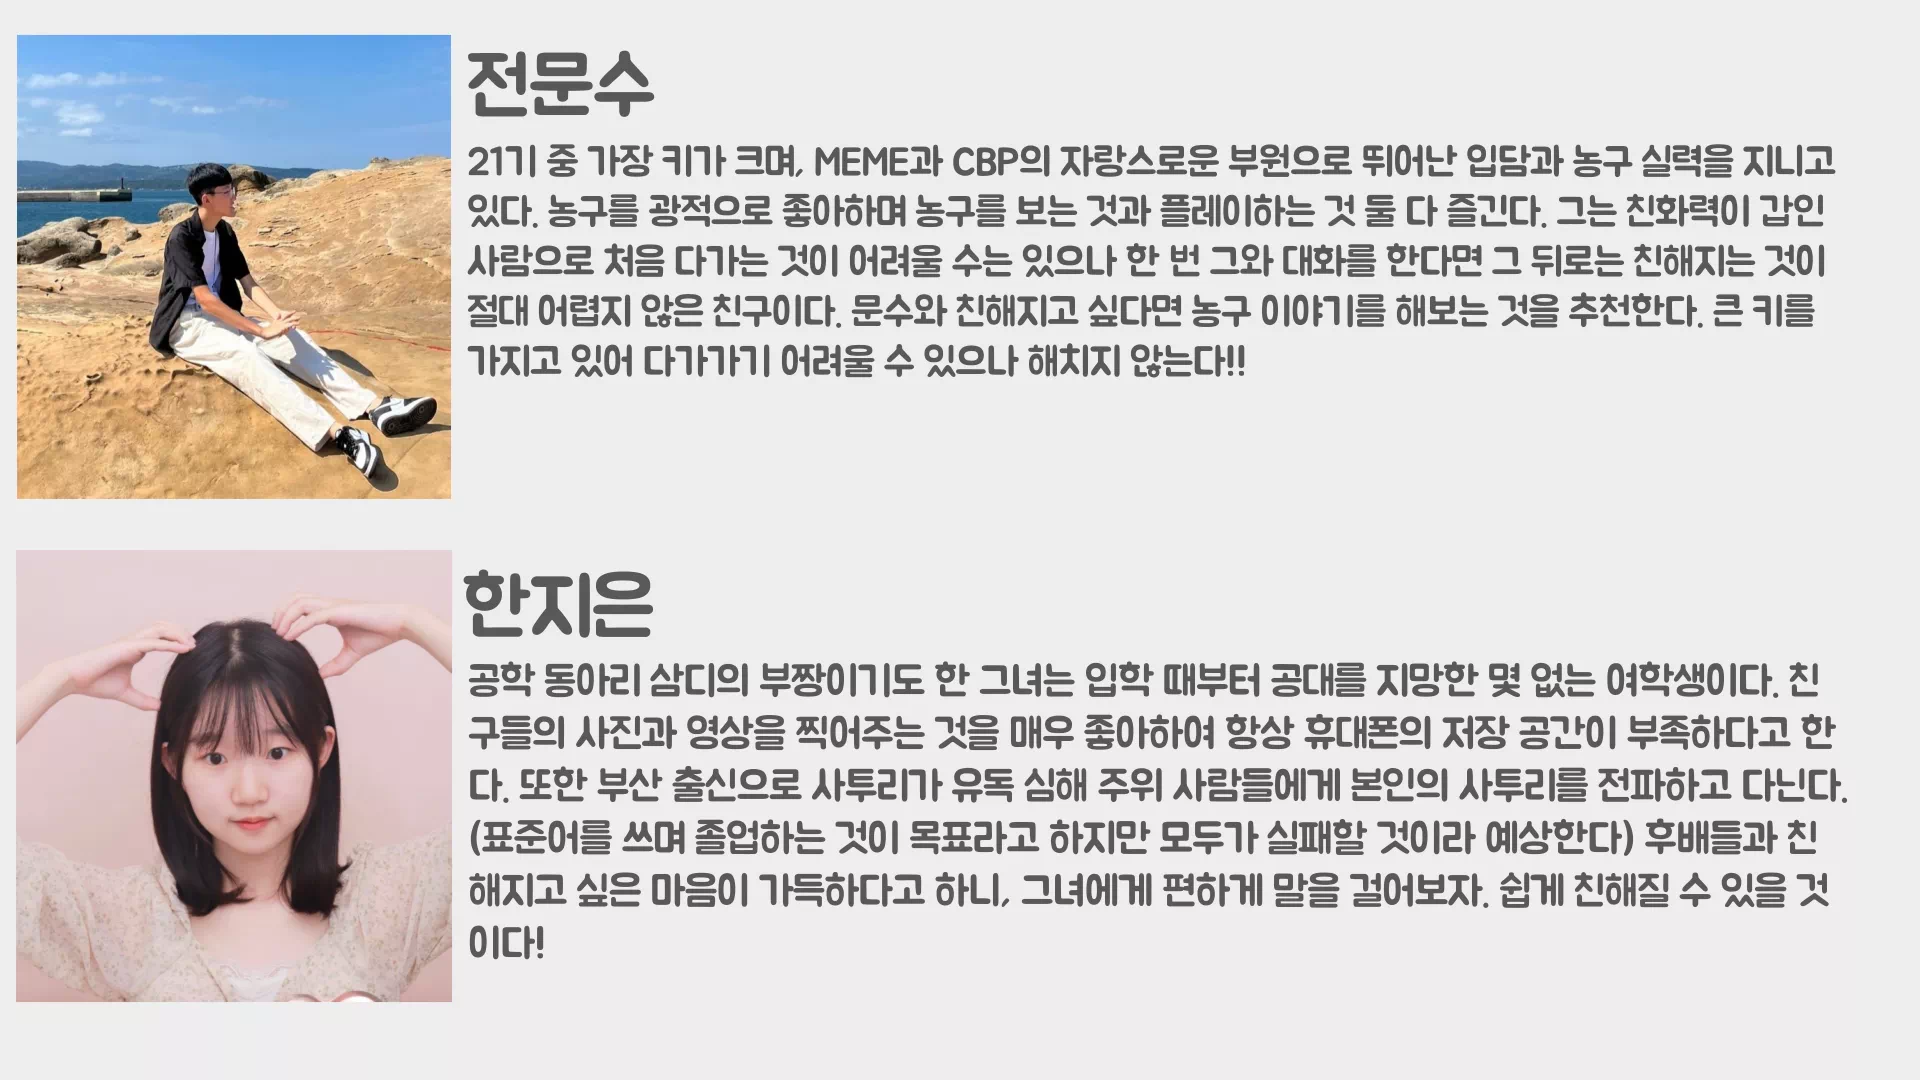 전문수
21기 중 가장 키가 크며, MEME과 CBP의 자랑스로운 부원으로 뛰어난 입담과 농구 실력을 지니고
있다. 농구를 광적으로 좋아하며 농구를 보는 것과 플레이하는 것 둘 다 즐긴다. 그는 친화력이 갑인
사람으로 처음 다가는 것이 어려울 수는 있으나 한 번 그와 대화를 한다면 그 뒤로는 친해지는 것이
절대 어렵지 않은 친구이다. 문수와 친해지고 싶다면 농구 이야기를 해보는 것을 추천한다. 큰 키를
가지고 있어 다가가기 어려울 수 있으나 해치지 않는다!!
한지은
공학 동아리 삼디의 부짱이기도 한 그녀는 입학 때부터 공대를 지망한 몇 없는 여학생이다. 친
구들의 사진과 영상을 찍어주는 것을 매우 좋아하여 항상 휴대폰의 저장 공간이 부족하다고 한
다. 또한 부산 출신으로 사투리가 유독 심해 주위 사람들에게 본인의 사투리를 전파하고 다닌다.
(표준어를 쓰며 졸업하는 것이 목표라고 하지만 모두가 실패할 것이라 예상한다) 후배들과 친
해지고 싶은 마음이 가득하다고 하니, 그녀에게 편하게 말을 걸어보자. 쉽게 친해질 수 있을 것
이다!